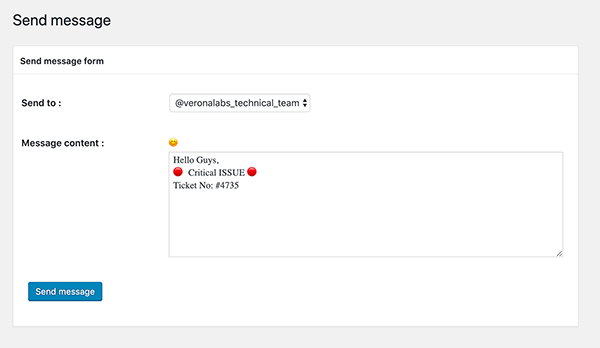 Send message
Send message form
Send to :
@veronalabs_technical_team
Message content :
😊
Hello Guys,
🔴 Critical ISSUE 🔴
Ticket No: #4735
Send message